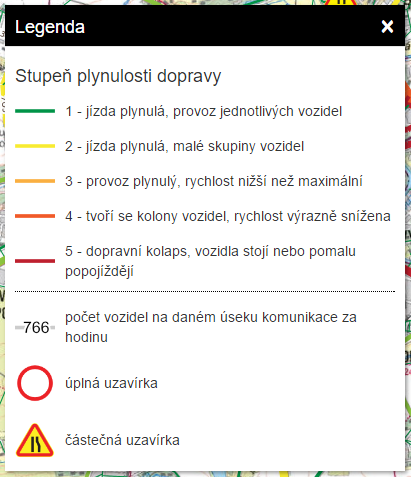 Legenda ×
Stupeň plynulosti dopravy
1 - jízda plynulá, provoz jednotlivých vozidel
2 - jízda plynulá, malé skupiny vozidel
3 - provoz plynulý, rychlost nižší než maximální
4 - tvoří se kolony vozidel, rychlost výrazně snížena
5 - dopravní kolaps, vozidla stojí nebo pomalu
popojíždějí
766 počet vozidel na daném úseku komunikace za
hodinu
úplná uzavírka
částečná uzavírka